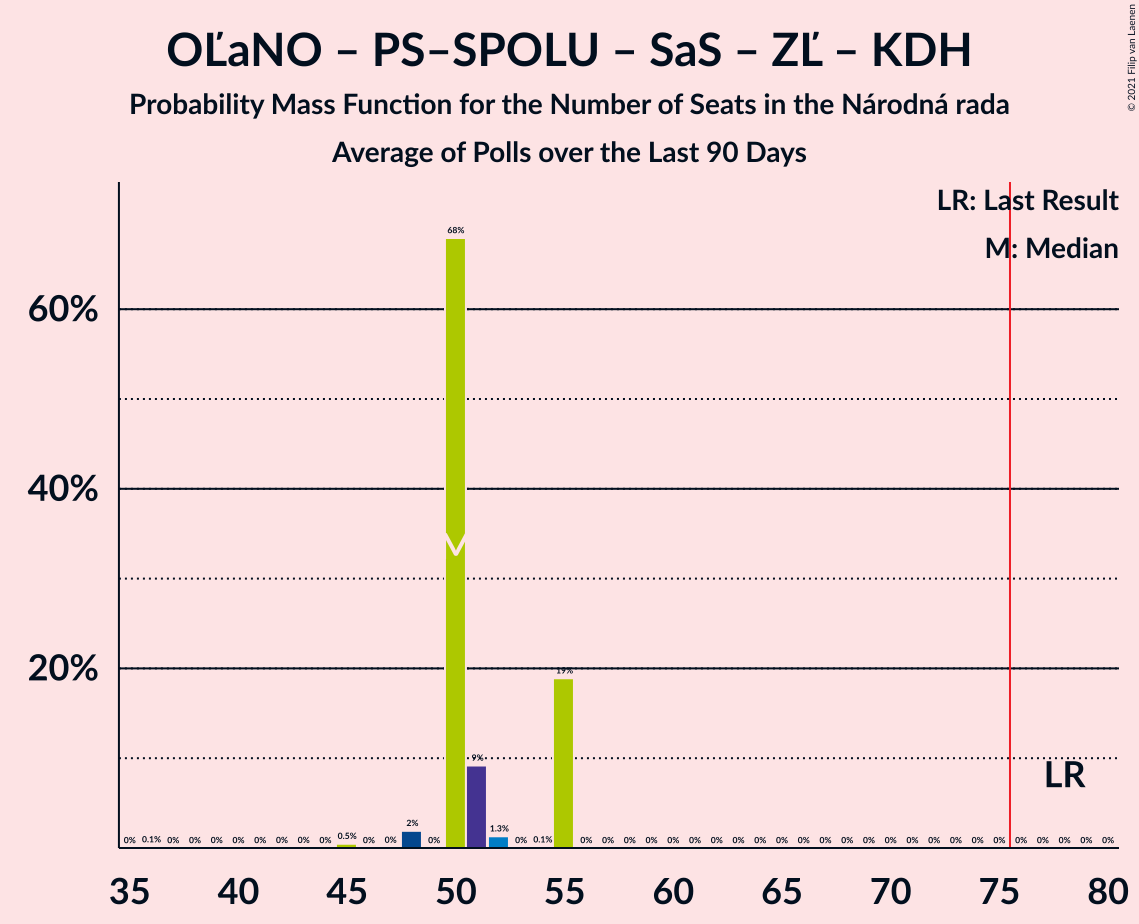 OĽaNO – PS–SPOLU – SaS – ZĽ – KDH
Probability Mass Function for the Number of Seats in the Národná rada
Average of Polls over the Last 90 Days
© 2021 Filip van Laenen
LR: Last Result
M: Median
60%
40%
20%
0% 0.1% 0% 0% 0% 0% 0% 0% 0% 0% 0.5% 0% 0% 2% 0% 68% 9% 1.3% 0% 0.1% 19% 0% 0% 0% 0% 0% 0% 0% 0% 0% 0% 0% 0% 0% 0% 0% 0% 0% 0% 0% 0% 0% 0% 0% 0% 0%
LR
35 40 45 50 55 60 65 70 75 80